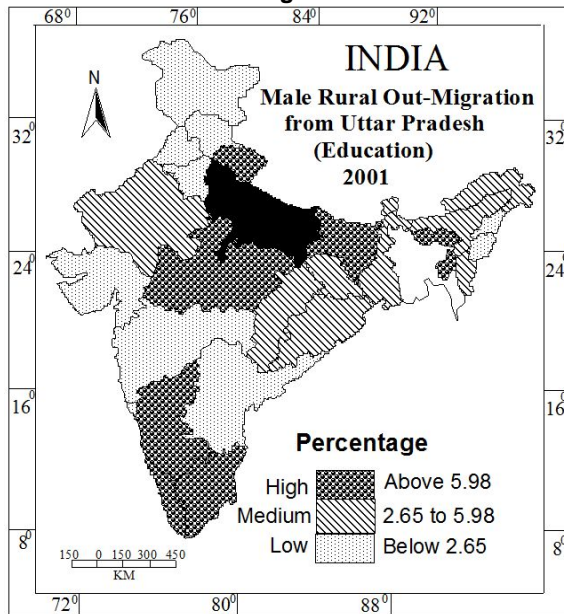 68⁰ 76⁰ 84⁰ 92⁰
INDIA
N
Male Rural Out-Migration
from Uttar Pradesh
(Education)
2001
32⁰ 32⁰
24⁰ 24⁰
16⁰ 16⁰
Percentage
High Above 5.98
Medium 2.65 to 5.98
Low Below 2.65
8⁰ 8⁰
150 0 150 300 450
KM
72⁰ 80⁰ 88⁰